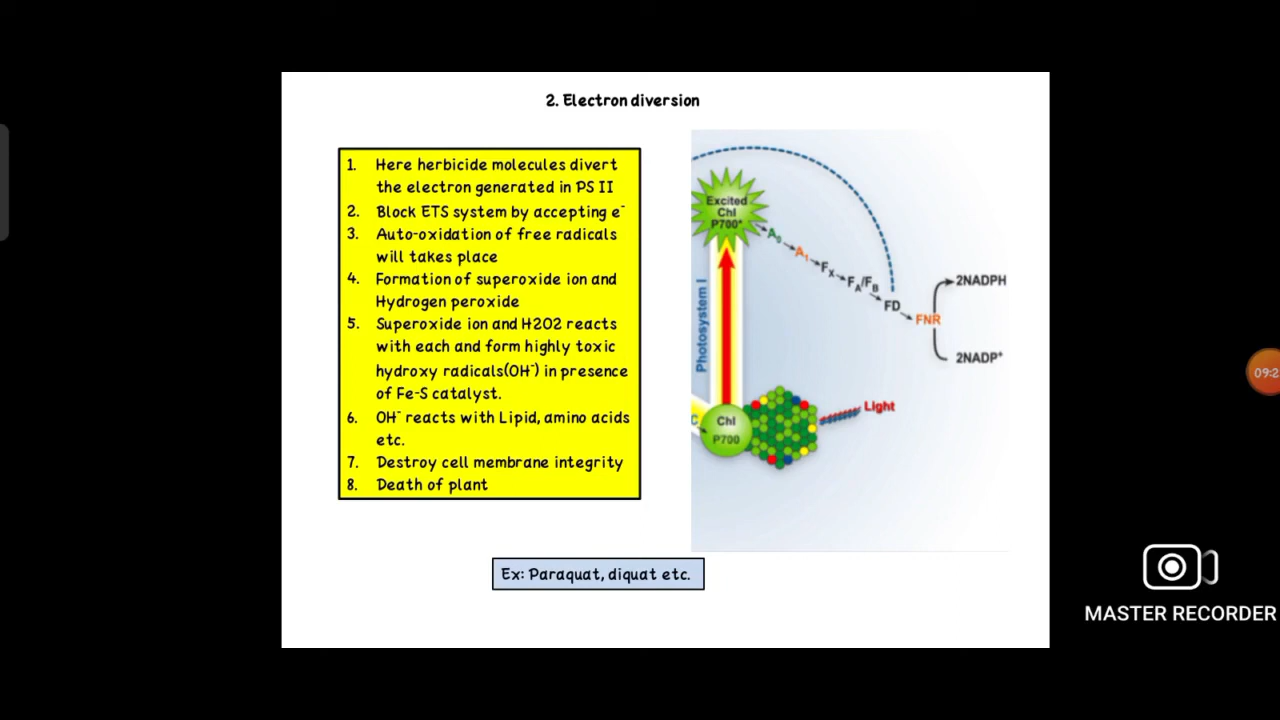 2. Electron diversion
1. Here herbicide molecules divert
the electron generated in PS II
2. Block ETS system by accepting e⁻
3. Auto-oxidation of free radicals
will takes place
4. Formation of superoxide ion and
Hydrogen peroxide
5. Superoxide ion and H2O2 reacts
with each and form highly toxic
hydroxy radicals(OH⁻) in presence
of Fe-S catalyst.
6. OH⁻ reacts with Lipid, amino acids
etc.
7. Destroy cell membrane integrity
8. Death of plant
Excited
Chl
P700*
A₀
A₁
Fₓ
F_A/F_B
FD
FNR
2NADPH
2NADP⁺
Photosystem I
Light
C
Chl
P700
Ex: Paraquat, diquat etc.
09:2
MASTER RECORDER